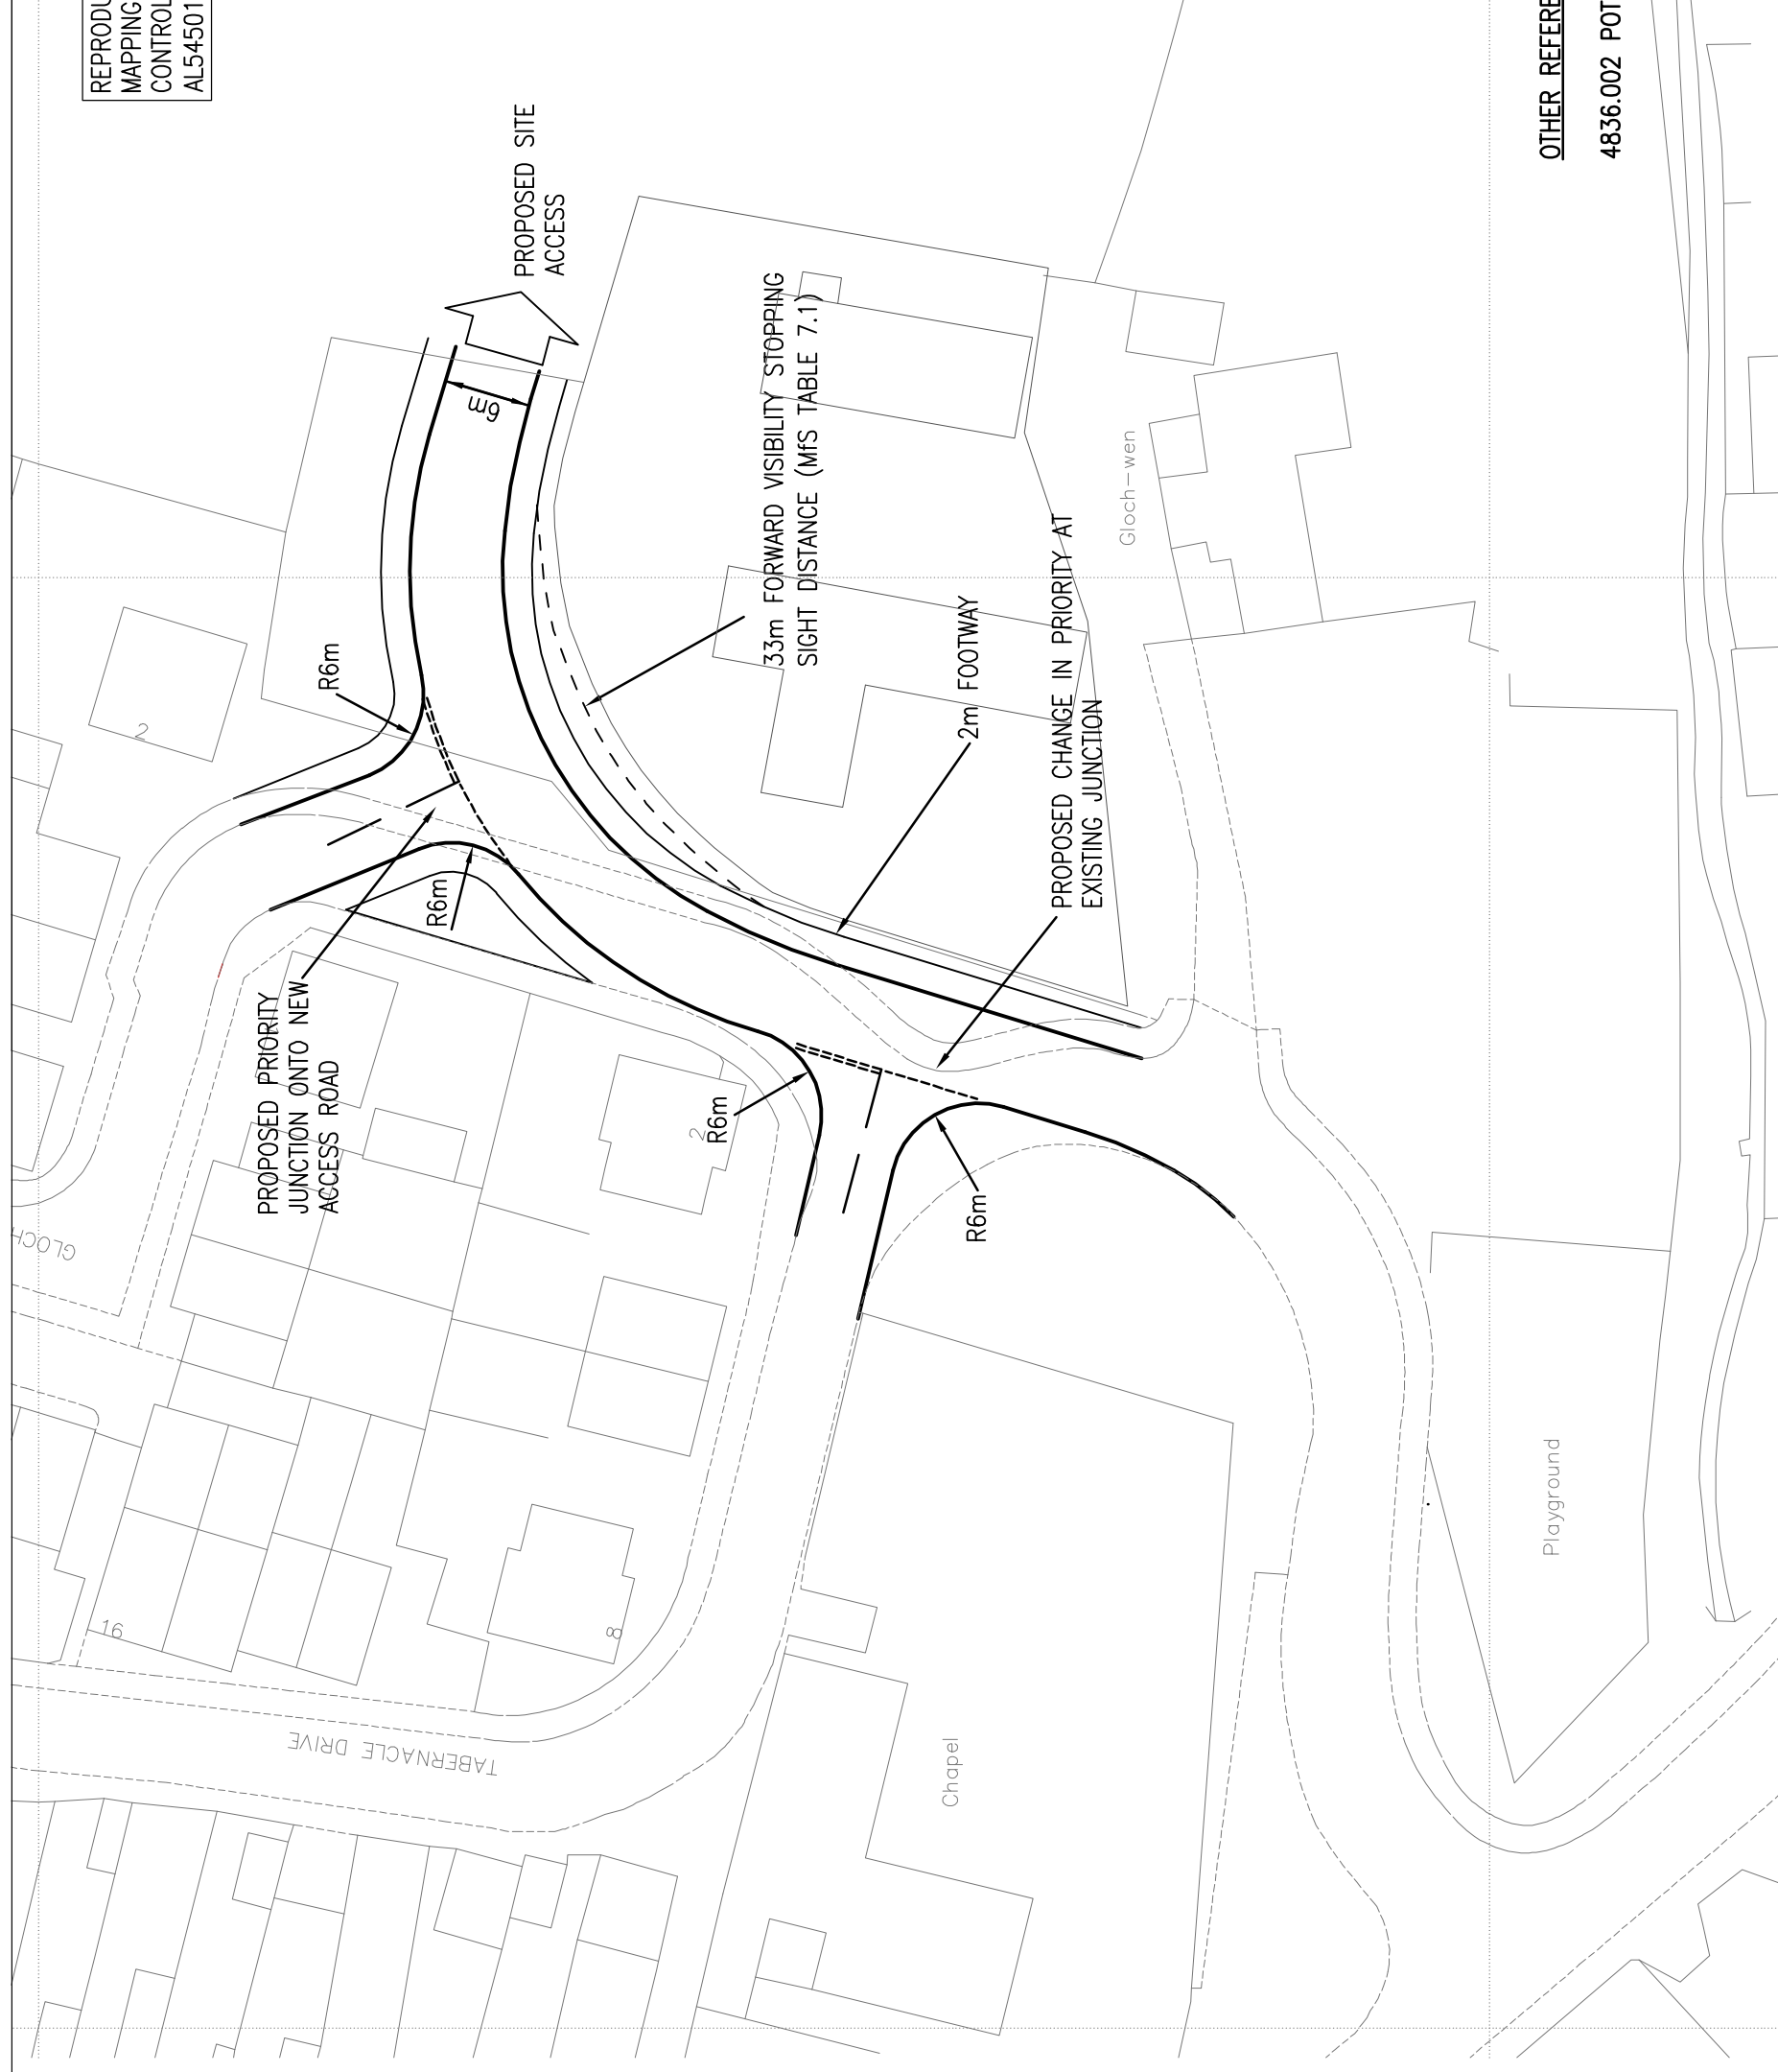 REPRODU
MAPPING
CONTROL
AL54501
PROPOSED SITE
ACCESS
6m
33m FORWARD VISIBILITY STOPPING
SIGHT DISTANCE (MfS TABLE 7.1)
R6m
2m FOOTWAY
PROPOSED CHANGE IN PRIORITY AT
EXISTING JUNCTION
R6m
PROPOSED PRIORITY
JUNCTION ONTO NEW
ACCESS ROAD
R6m
R6m
Gloch-wen
2
2
GLOCH
16
8
TABERNACLE DRIVE
Chapel
Playground
OTHER REFERE
4836.002 POT